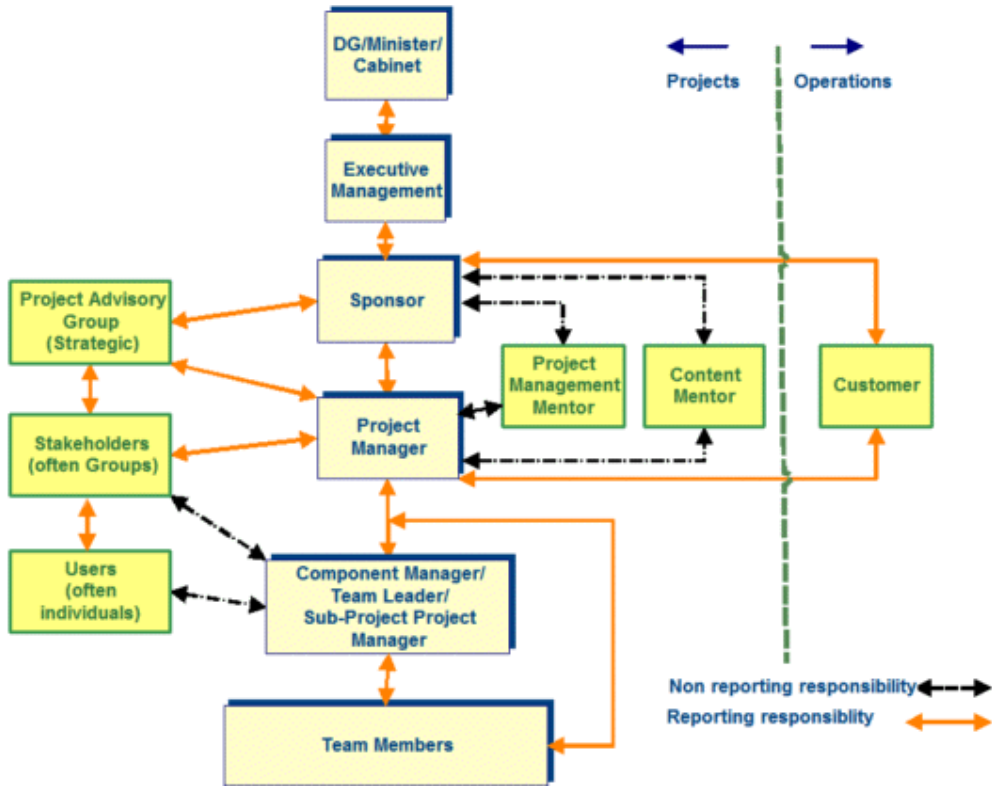 DG/Minister/
Cabinet
Projects
Operations
Executive
Management
Sponsor
Project Advisory
Group
(Strategic)
Project
Management
Mentor
Content
Mentor
Customer
Project
Manager
Stakeholders
(often Groups)
Users
(often
individuals)
Component Manager/
Team Leader/
Sub-Project Project
Manager
Non reporting responsibility
Reporting responsiblity
Team Members